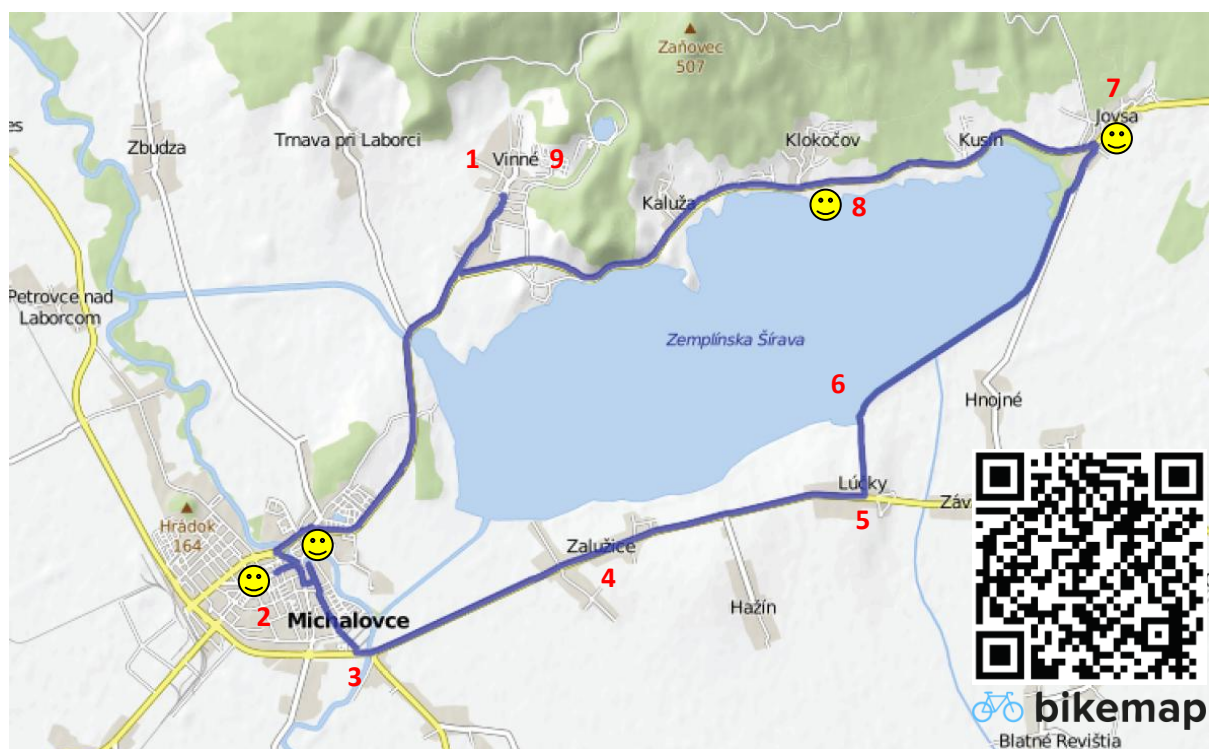 Zaňovec
507
7
Jovsa
es
Zbudza
Trnava pri Laborci
1
Vinné
9
Klokočov
Kusín
Kaluža
8
Petrovce nad
Laborcom
Zemplínska Šírava
6
Hnojné
Lúčky
Záv
5
Hrádok
164
Zalužice
4
Hažín
2
Michalovce
3
bikemap
Blatné Revištia